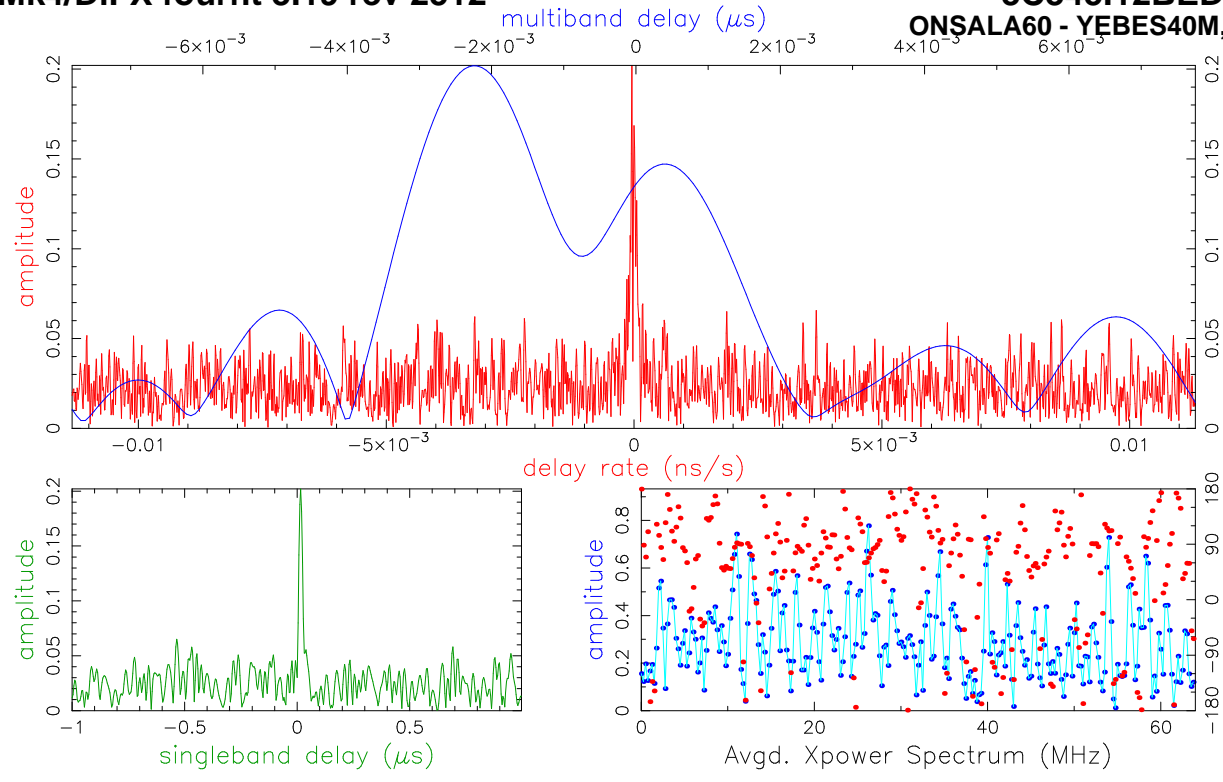 multiband delay (μs)
ONSALA60 - YEBES40M,
−6×10⁻³ −4×10⁻³ −2×10⁻³ 0 2×10⁻³ 4×10⁻³ 6×10⁻³
amplitude
0 0.05 0.1 0.15 0.2
0 0.05 0.1 0.15 0.2
−0.01 −5×10⁻³ 0 5×10⁻³ 0.01
delay rate (ns/s)
amplitude
0 0.05 0.1 0.15 0.2
−1 −0.5 0 0.5
singleband delay (μs)
amplitude
0 0.2 0.4 0.6 0.8
−180 −90 0 90 180
0 20 40 60
Avgd. Xpower Spectrum (MHz)